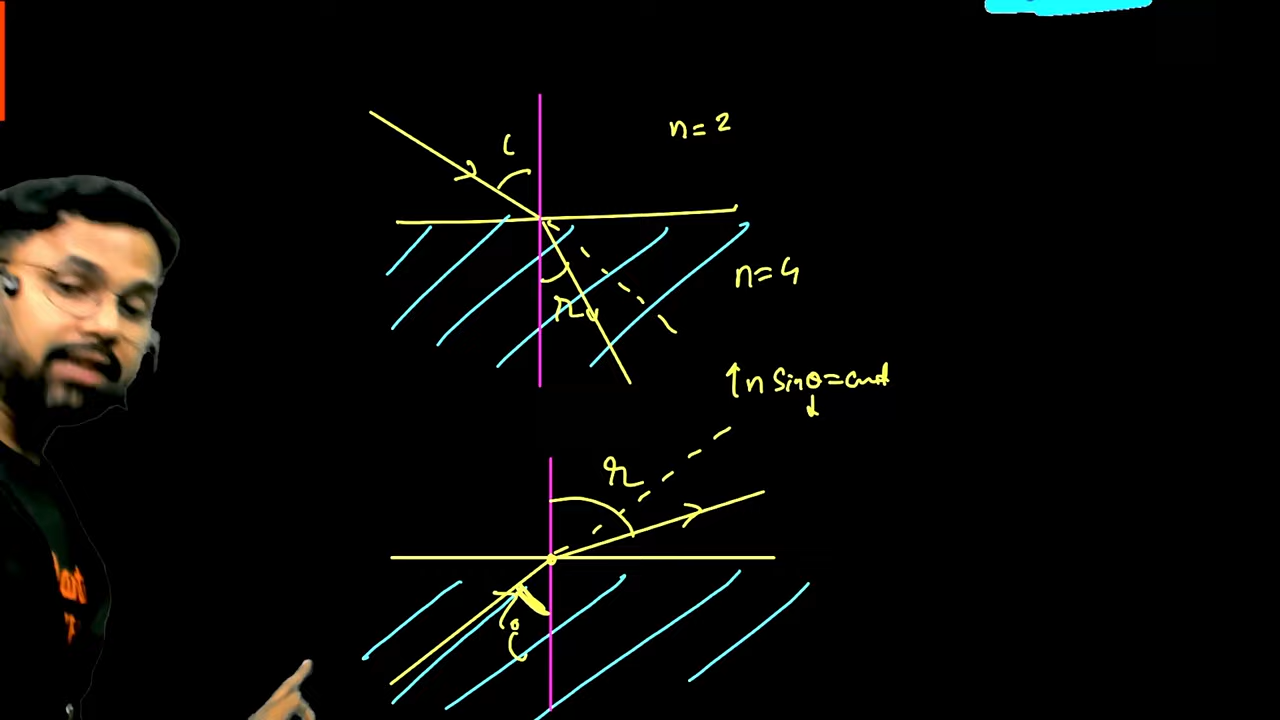 i
n = 2
r
n = 4
↑n sinθ = const
↓
r
i